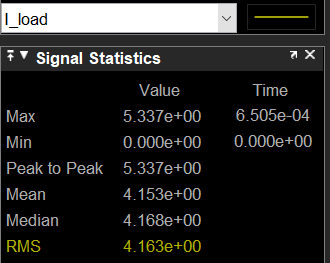 I_load
Signal Statistics
Value Time
Max 5.337e+00 6.505e-04
Min 0.000e+00 0.000e+00
Peak to Peak 5.337e+00
Mean 4.153e+00
Median 4.168e+00
RMS 4.163e+00